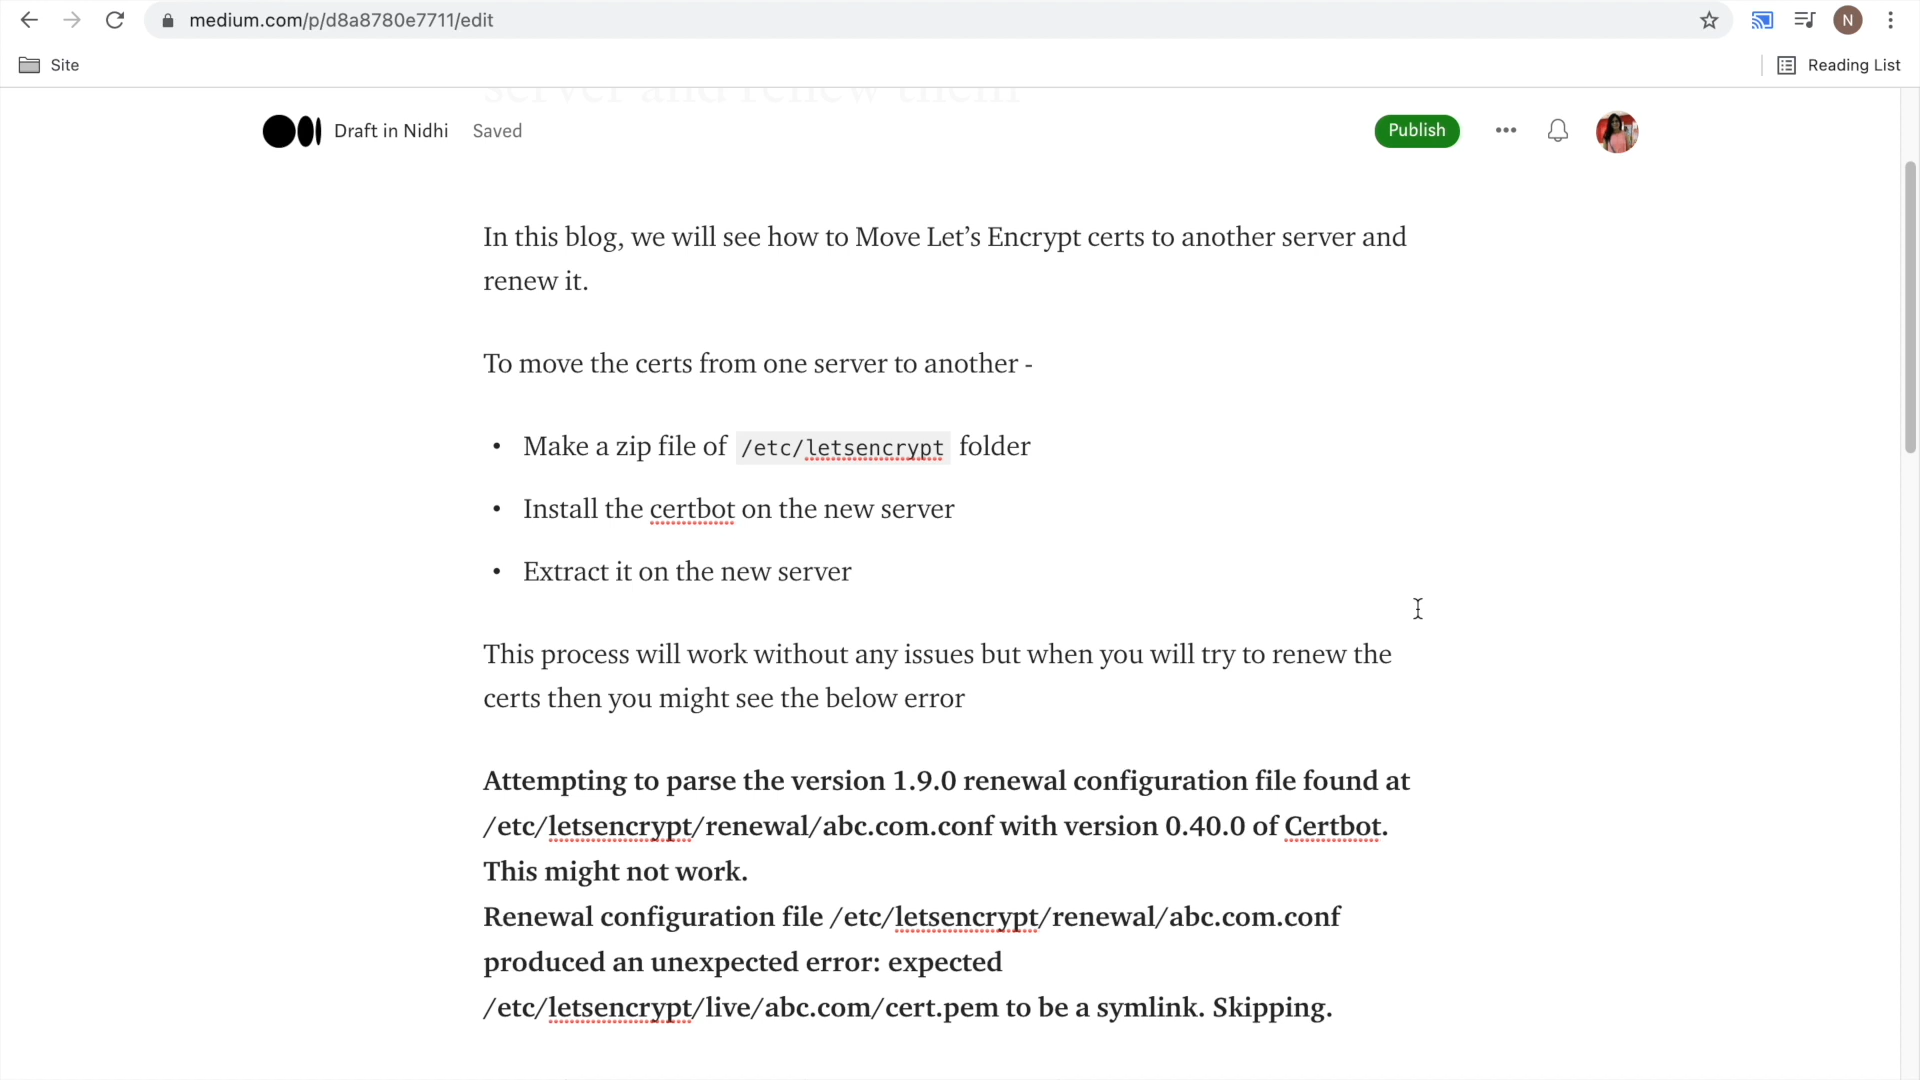 medium.com/p/d8a8780e7711/edit
N
Site
Reading List
server and renew them
Draft in Nidhi Saved
Publish
In this blog, we will see how to Move Let’s Encrypt certs to another server and
renew it.
To move the certs from one server to another -
• Make a zip file of /etc/letsencrypt folder
• Install the certbot on the new server
• Extract it on the new server
This process will work without any issues but when you will try to renew the
certs then you might see the below error
Attempting to parse the version 1.9.0 renewal configuration file found at
/etc/letsencrypt/renewal/abc.com.conf with version 0.40.0 of Certbot.
This might not work.
Renewal configuration file /etc/letsencrypt/renewal/abc.com.conf
produced an unexpected error: expected
/etc/letsencrypt/live/abc.com/cert.pem to be a symlink. Skipping.